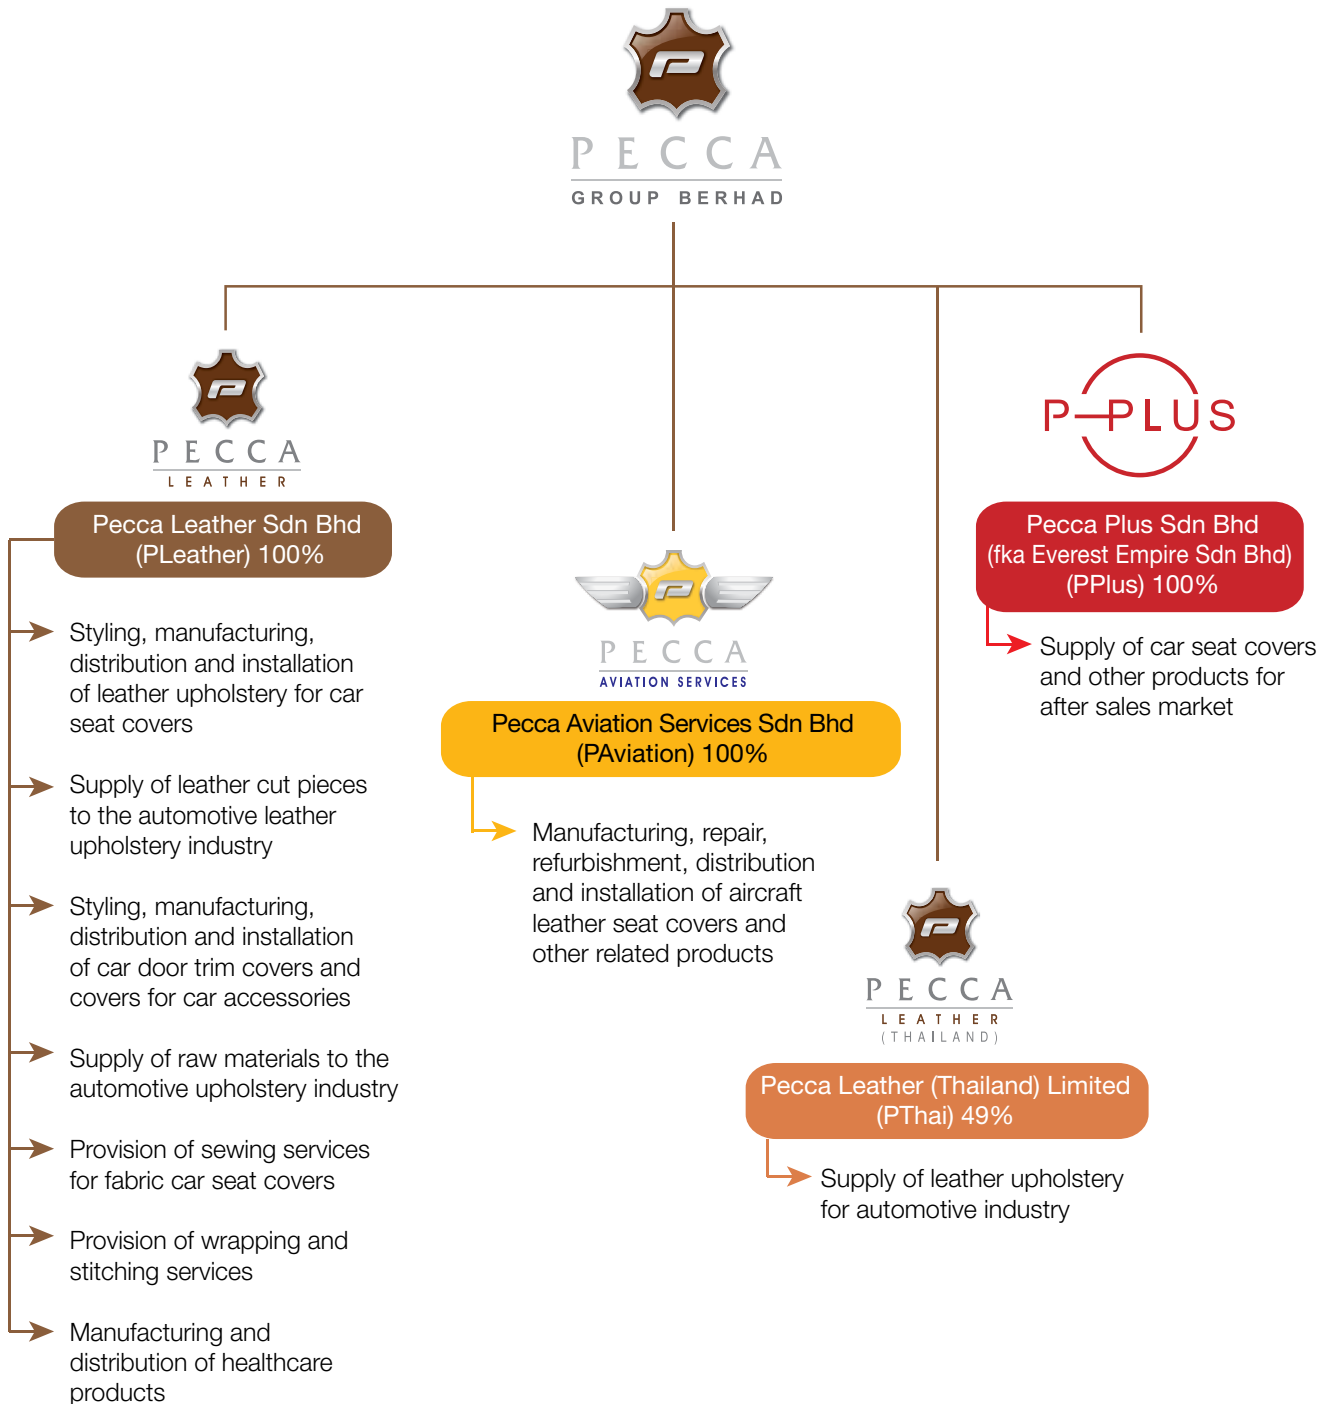 PECCA
GROUP BERHAD
PECCA
LEATHER
Pecca Leather Sdn Bhd
(PLeather) 100%
Styling, manufacturing,
distribution and installation
of leather upholstery for car
seat covers
Supply of leather cut pieces
to the automotive leather
upholstery industry
Styling, manufacturing,
distribution and installation
of car door trim covers and
covers for car accessories
Supply of raw materials to the
automotive upholstery industry
Provision of sewing services
for fabric car seat covers
Provision of wrapping and
stitching services
Manufacturing and
distribution of healthcare
products
PECCA
AVIATION SERVICES
Pecca Aviation Services Sdn Bhd
(PAviation) 100%
Manufacturing, repair,
refurbishment, distribution
and installation of aircraft
leather seat covers and
other related products
PECCA
LEATHER
(THAILAND)
Pecca Leather (Thailand) Limited
(PThai) 49%
Supply of leather upholstery
for automotive industry
P-PLUS
Pecca Plus Sdn Bhd
(fka Everest Empire Sdn Bhd)
(PPlus) 100%
Supply of car seat covers
and other products for
after sales market